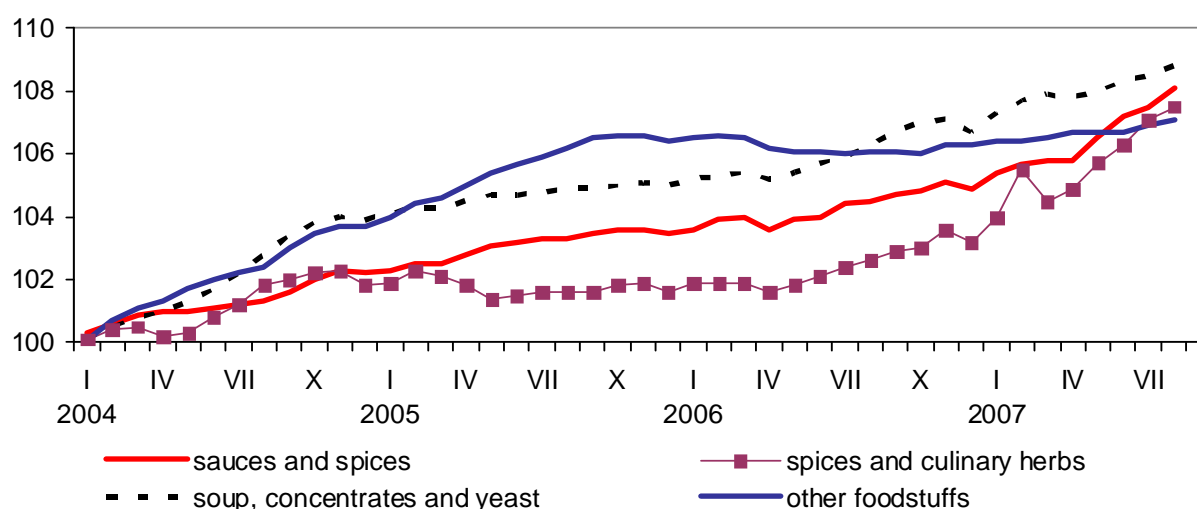 110
108
106
104
102
100
I IV VII X I IV VII X I IV VII X I IV VII
2004 2005 2006 2007
sauces and spices spices and culinary herbs
soup, concentrates and yeast other foodstuffs